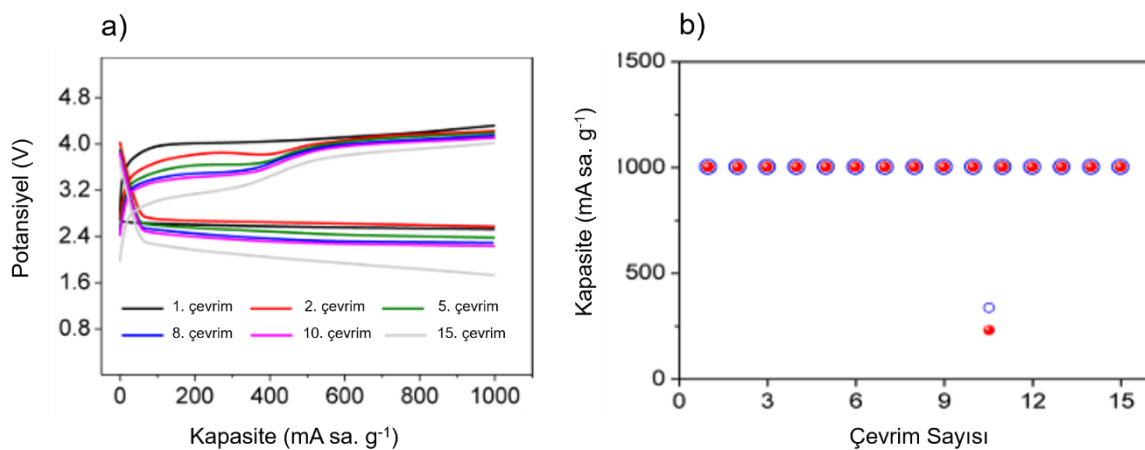 a)
Potansiyel (V)
4.8
4.0
3.2
2.4
1.6
0.8
1. çevrim
2. çevrim
5. çevrim
8. çevrim
10. çevrim
15. çevrim
0 200 400 600 800 1000
Kapasite (mA sa. g-1)
b)
Kapasite (mA sa. g-1)
1500
1000
500
0
0 3 6 9 12 15
Çevrim Sayısı